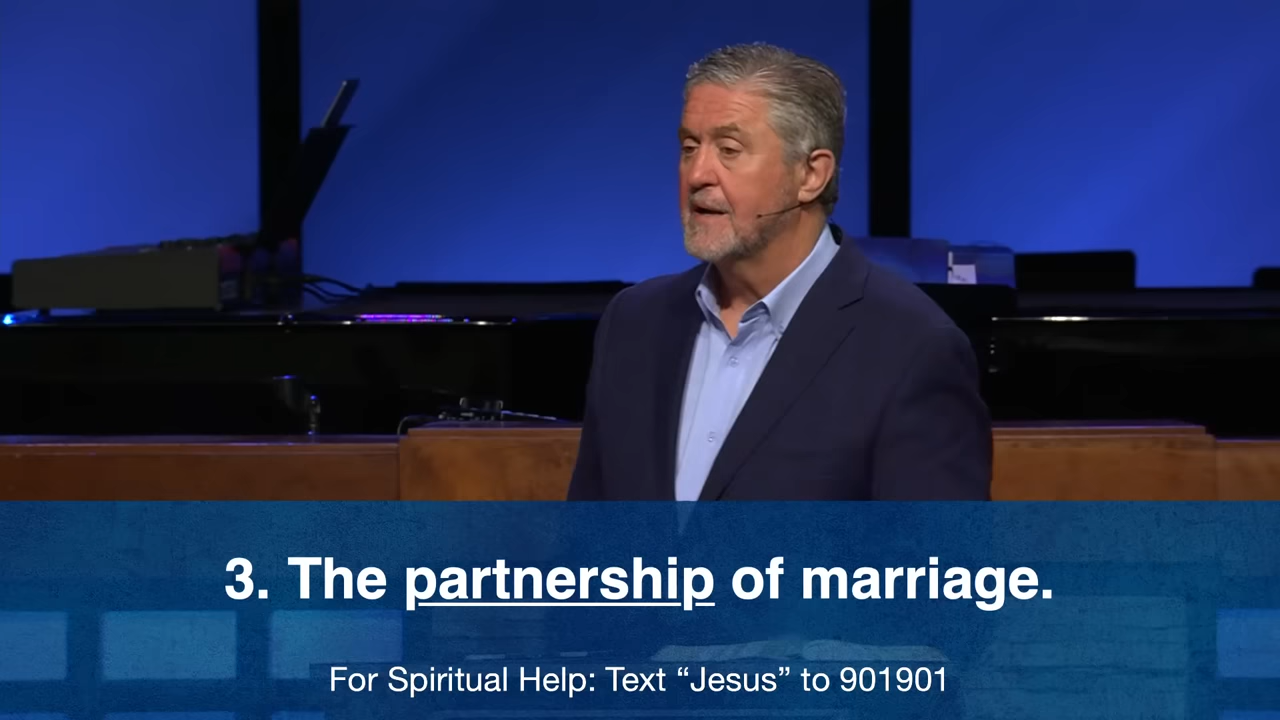 3. The partnership of marriage.
For Spiritual Help: Text “Jesus” to 901901